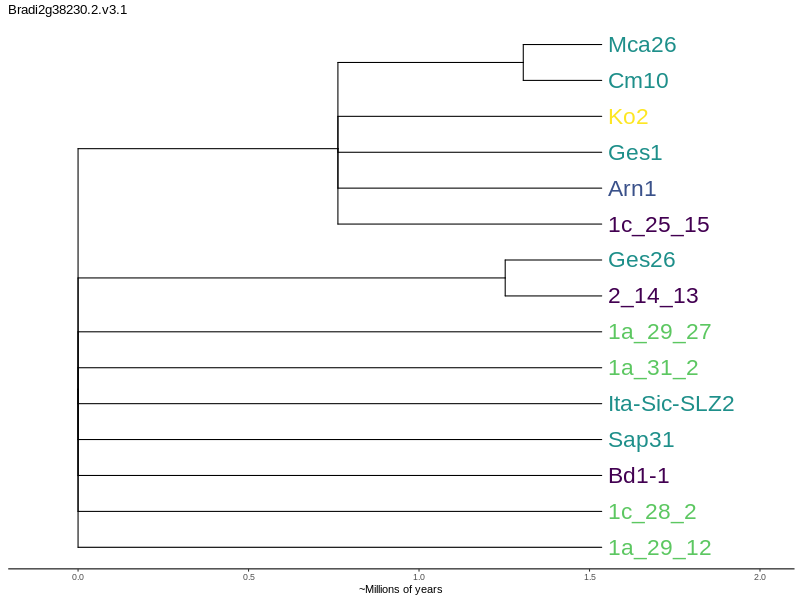 Bradi2g38230.2.v3.1
Mca26
Cm10
Ko2
Ges1
Arn1
1c_25_15
Ges26
2_14_13
1a_29_27
1a_31_2
Ita-Sic-SLZ2
Sap31
Bd1-1
1c_28_2
1a_29_12
0.0 0.5 1.0 1.5 2.0
~Millions of years